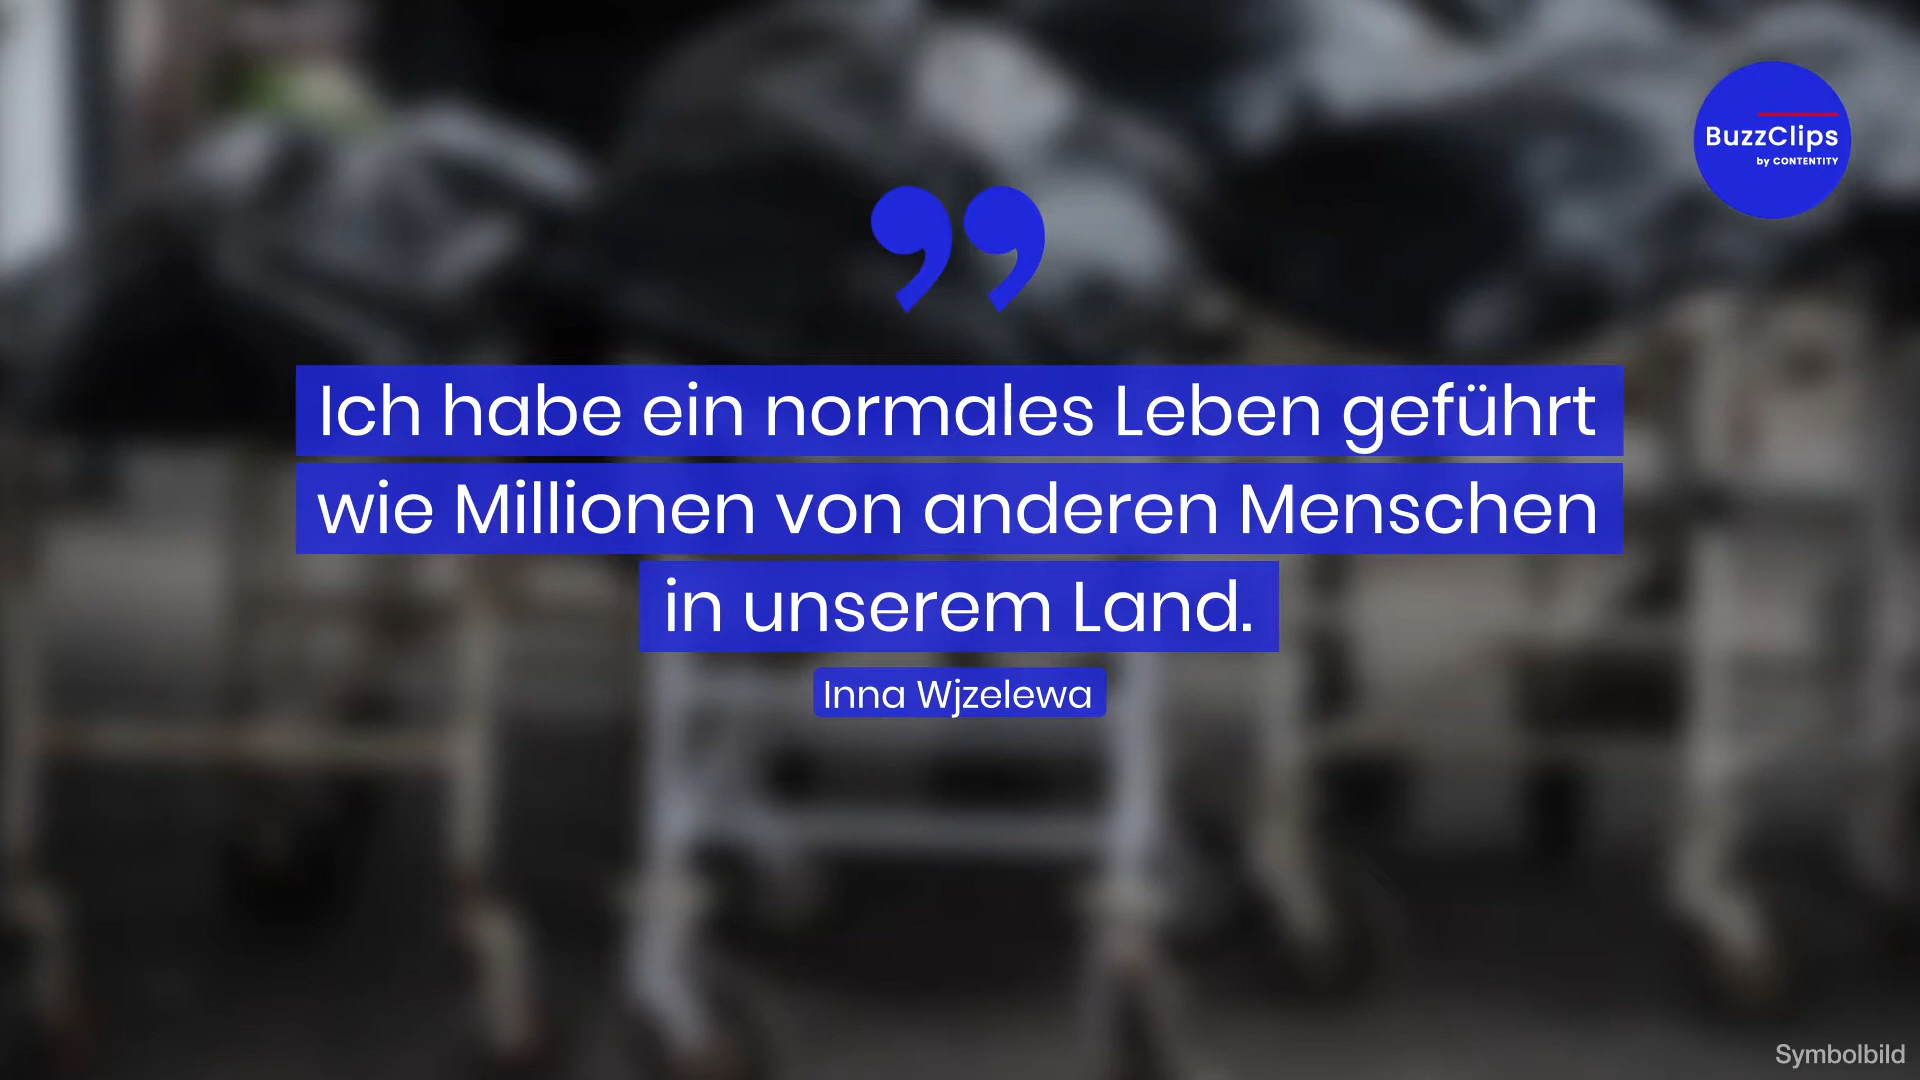 BuzzClips
by CONTENTITY
”
Ich habe ein normales Leben geführt
wie Millionen von anderen Menschen
in unserem Land.
Inna Wjzelewa
Symbolbild